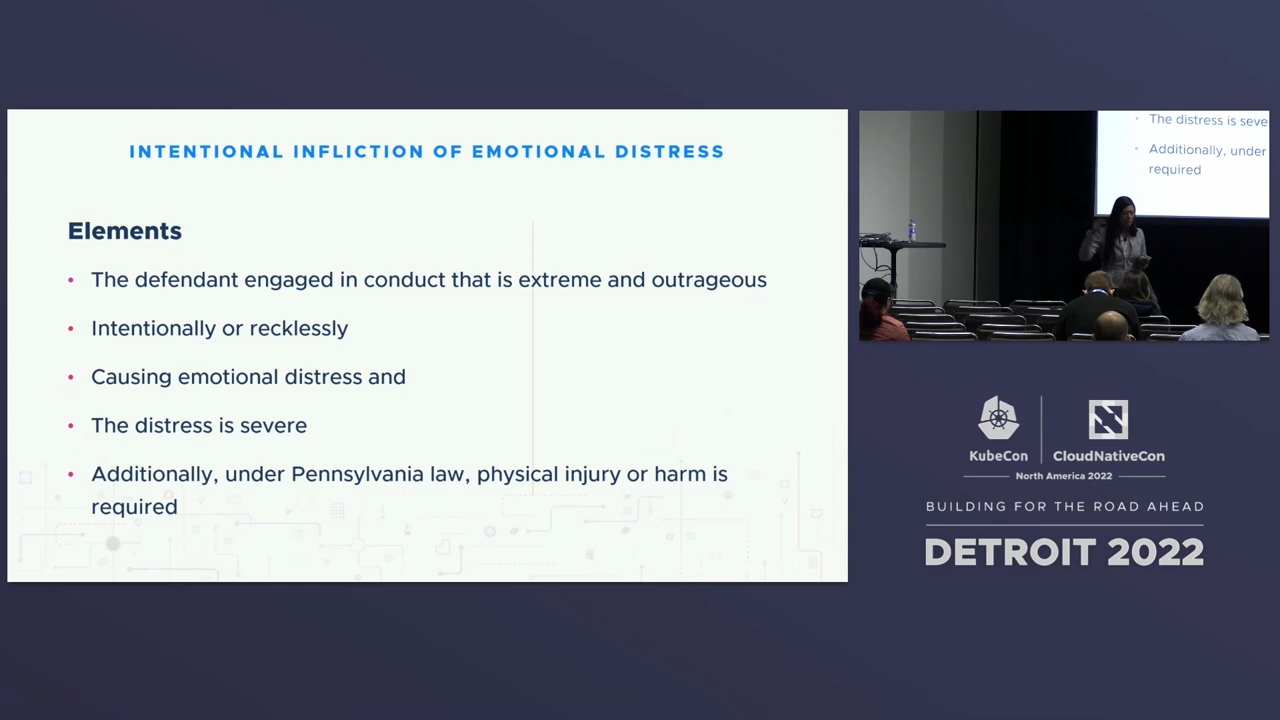 INTENTIONAL INFLICTION OF EMOTIONAL DISTRESS
Elements
• The defendant engaged in conduct that is extreme and outrageous
• Intentionally or recklessly
• Causing emotional distress and
• The distress is severe
• Additionally, under Pennsylvania law, physical injury or harm is
required
• The distress is seve
• Additionally, under
required
KubeCon
CloudNativeCon
North America 2022
BUILDING FOR THE ROAD AHEAD
DETROIT 2022